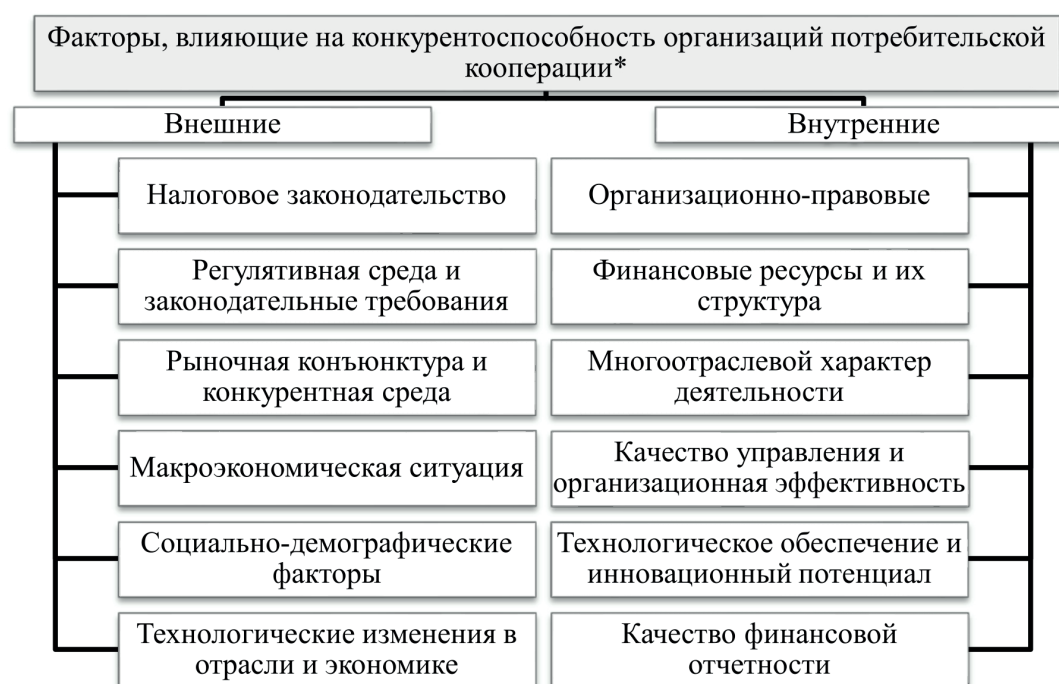 Факторы, влияющие на конкурентоспособность организаций потребительской
кооперации*
Внешние
Внутренние
Налоговое законодательство
Организационно-правовые
Регулятивная среда и
законодательные требования
Финансовые ресурсы и их
структура
Рыночная конъюнктура и
конкурентная среда
Многоотраслевой характер
деятельности
Макроэкономическая ситуация
Качество управления и
организационная эффективность
Социально-демографические
факторы
Технологическое обеспечение и
инновационный потенциал
Технологические изменения в
отрасли и экономике
Качество финансовой
отчетности